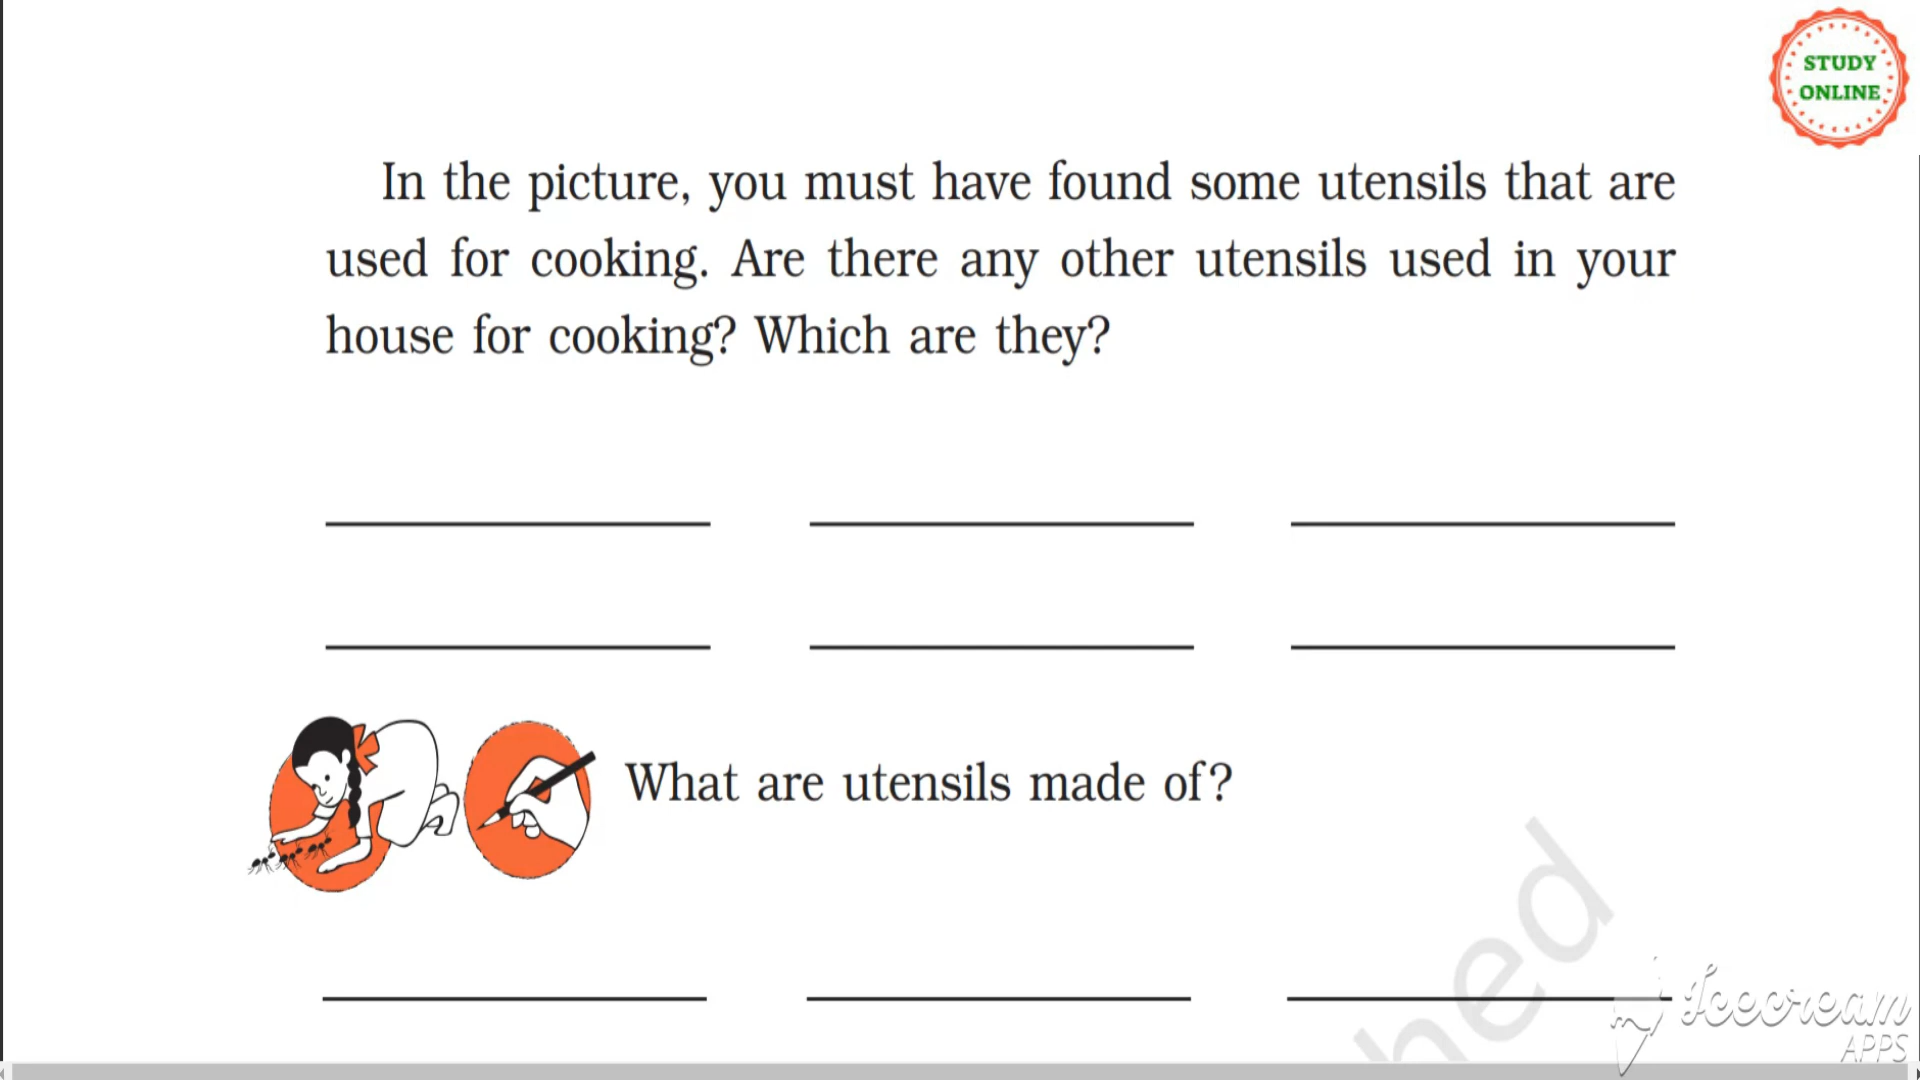 STUDY
ONLINE
In the picture, you must have found some utensils that are
used for cooking. Are there any other utensils used in your
house for cooking? Which are they?
What are utensils made of?
hed
Icecream
APPS